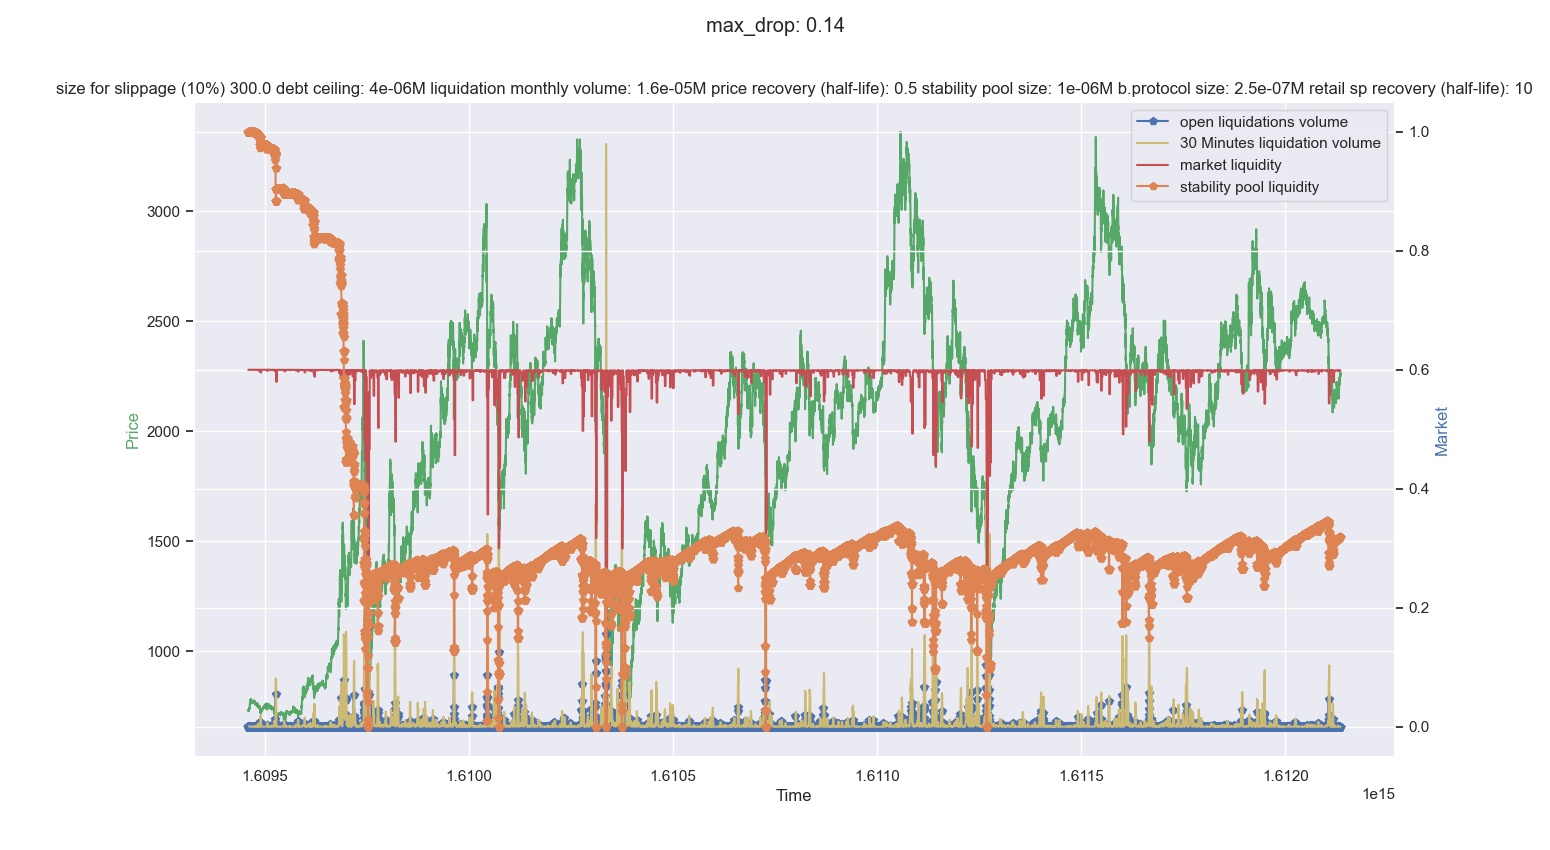 max_drop: 0.14
size for slippage (10%) 300.0 debt ceiling: 4e-06M liquidation monthly volume: 1.6e-05M price recovery (half-life): 0.5 stability pool size: 1e-06M b.protocol size: 2.5e-07M retail sp recovery (half-life): 10
open liquidations volume
30 Minutes liquidation volume
market liquidity
stability pool liquidity
3000
2500
2000
1500
1000
Price
1.0
0.8
0.6
0.4
0.2
0.0
Market
1.6095
1.6100
1.6105
1.6110
1.6115
1.6120
Time
1e15